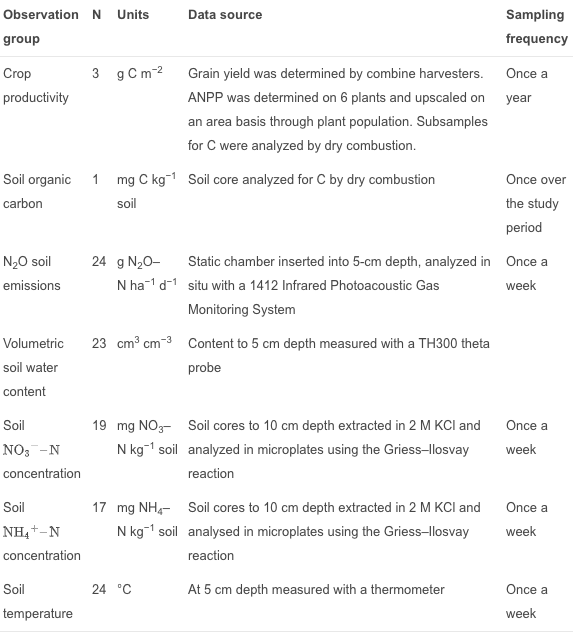 Observation group N Units Data source Sampling frequency
Crop productivity 3 g C m⁻² Grain yield was determined by combine harvesters. ANPP was determined on 6 plants and upscaled on an area basis through plant population. Subsamples for C were analyzed by dry combustion. Once a year
Soil organic carbon 1 mg C kg⁻¹ soil Soil core analyzed for C by dry combustion Once over the study period
N₂O soil emissions 24 g N₂O–N ha⁻¹ d⁻¹ Static chamber inserted into 5-cm depth, analyzed in situ with a 1412 Infrared Photoacoustic Gas Monitoring System Once a week
Volumetric soil water content 23 cm³ cm⁻³ Content to 5 cm depth measured with a TH300 theta probe
Soil NO₃⁻–N concentration 19 mg NO₃–N kg⁻¹ soil Soil cores to 10 cm depth extracted in 2 M KCl and analyzed in microplates using the Griess–Ilosvay reaction Once a week
Soil NH₄⁺–N concentration 17 mg NH₄–N kg⁻¹ soil Soil cores to 10 cm depth extracted in 2 M KCl and analysed in microplates using the Griess–Ilosvay reaction Once a week
Soil temperature 24 °C At 5 cm depth measured with a thermometer Once a week